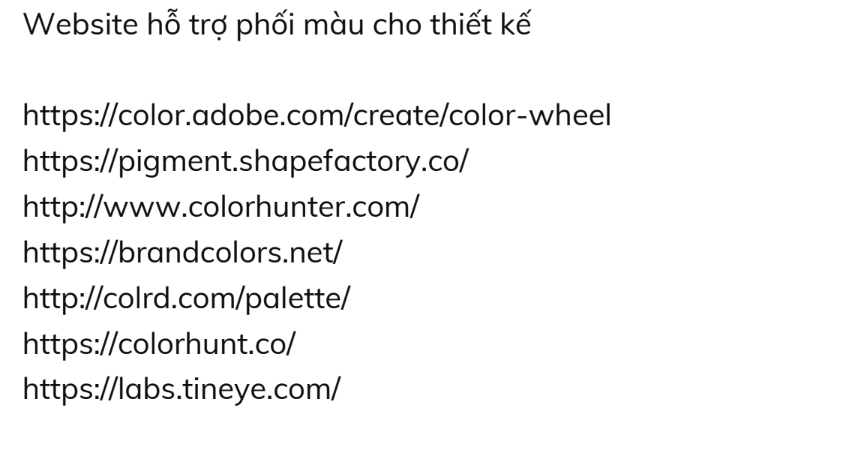 Website hỗ trợ phối màu cho thiết kế
https://color.adobe.com/create/color-wheel
https://pigment.shapefactory.co/
http://www.colorhunter.com/
https://brandcolors.net/
http://colrd.com/palette/
https://colorhunt.co/
https://labs.tineye.com/